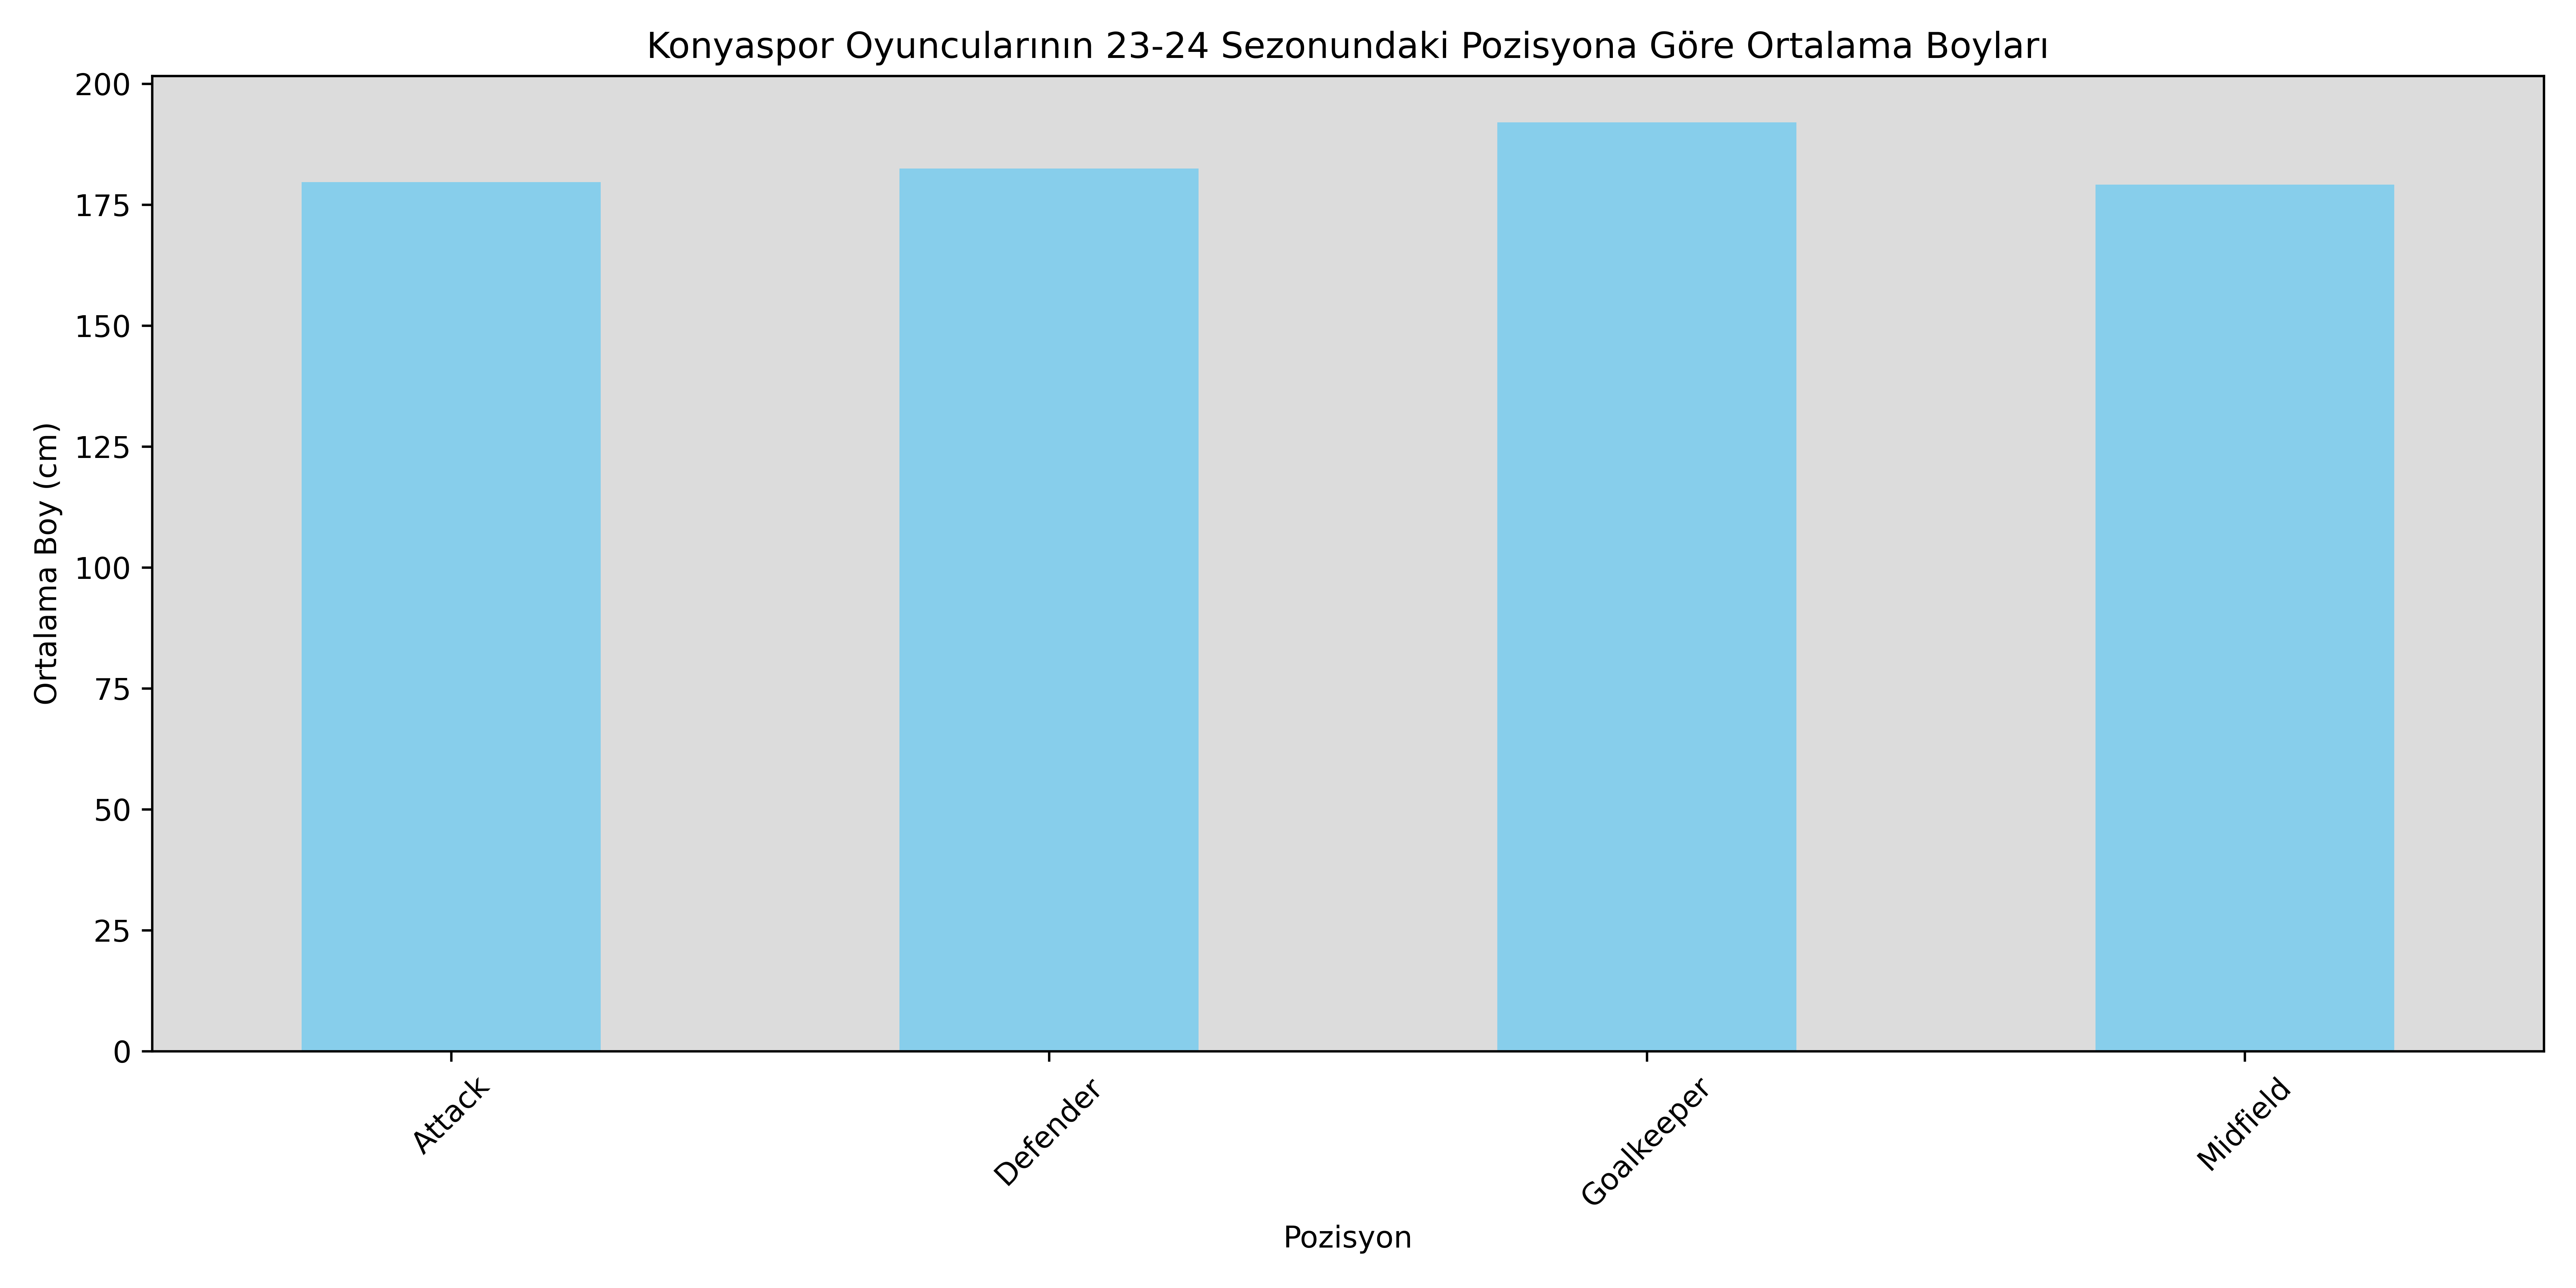 Konyaspor Oyuncularının 23-24 Sezonundaki Pozisyona Göre Ortalama Boyları
200
175
150
125
100
75
50
25
0
Ortalama Boy (cm)
Attack
Defender
Goalkeeper
Midfield
Pozisyon